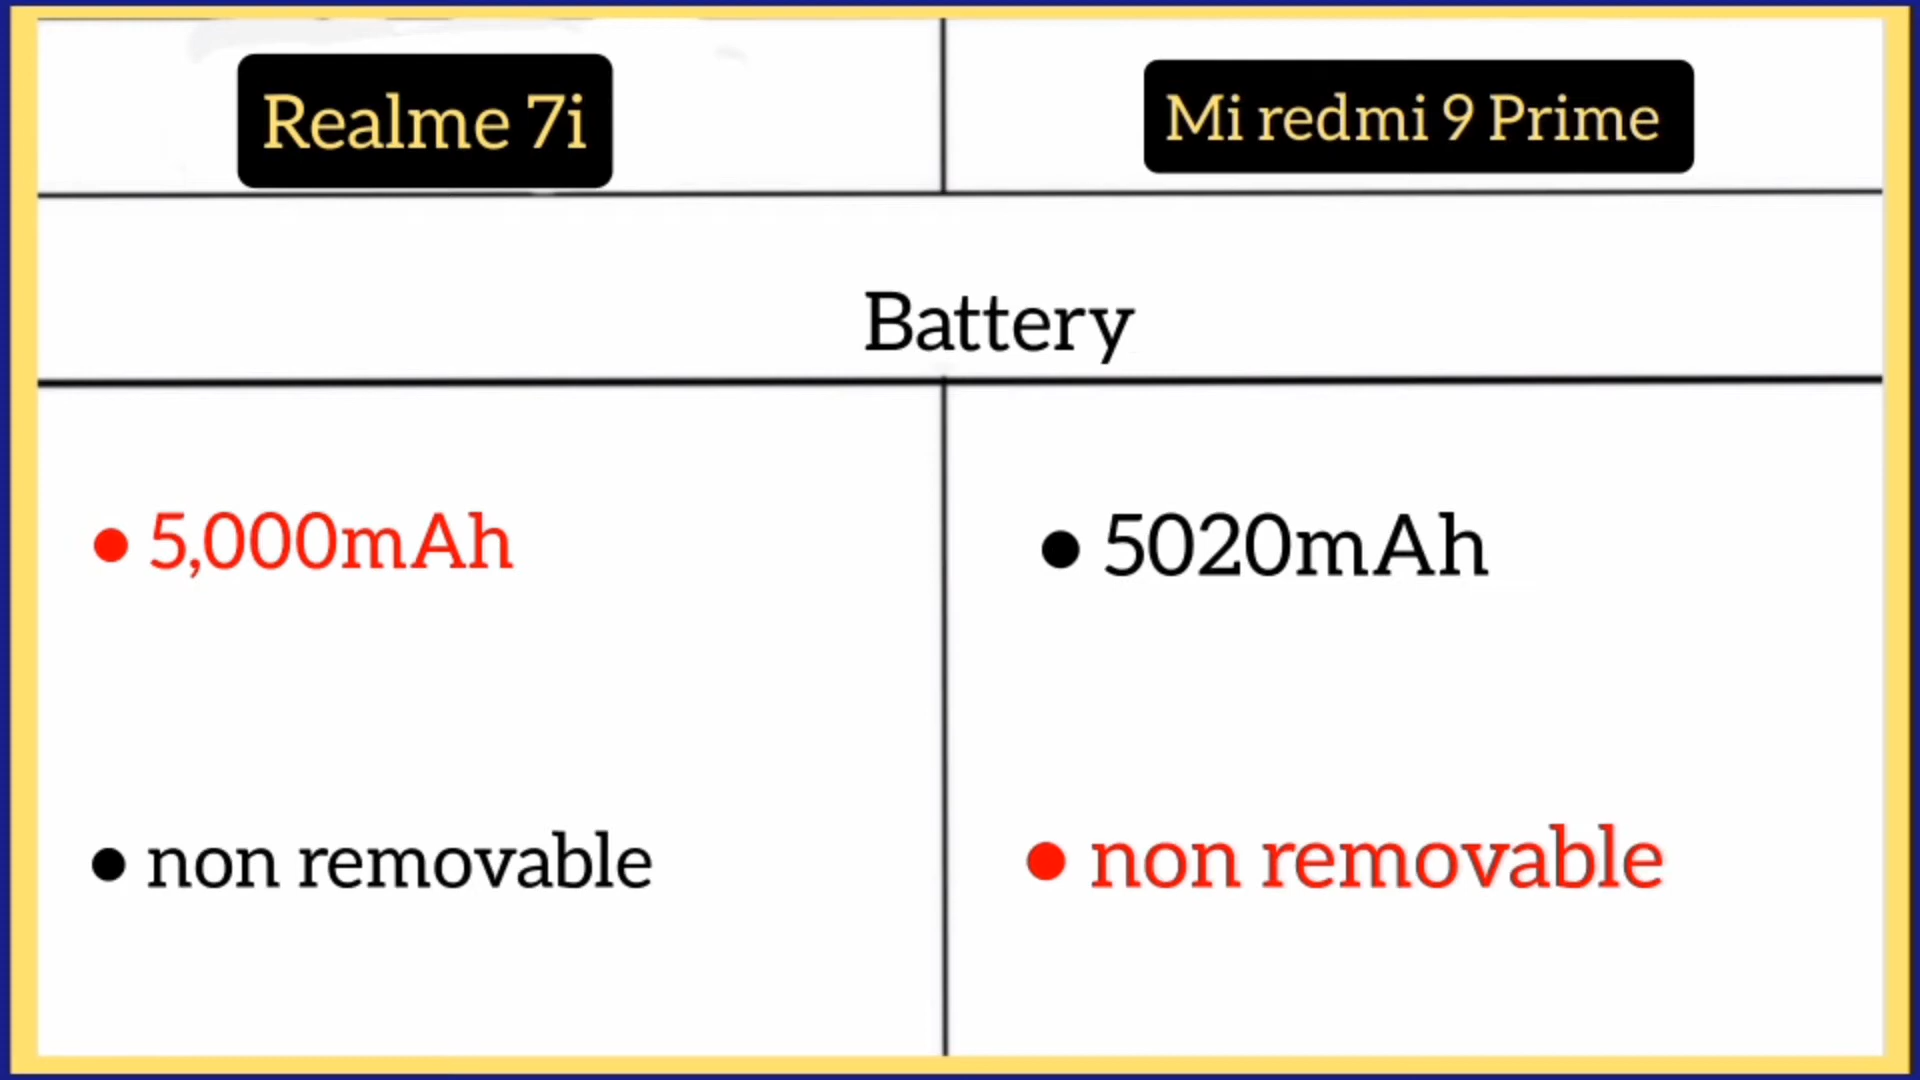 Realme 7i
Mi redmi 9 Prime
Battery
• 5,000mAh
• 5020mAh
• non removable
• non removable